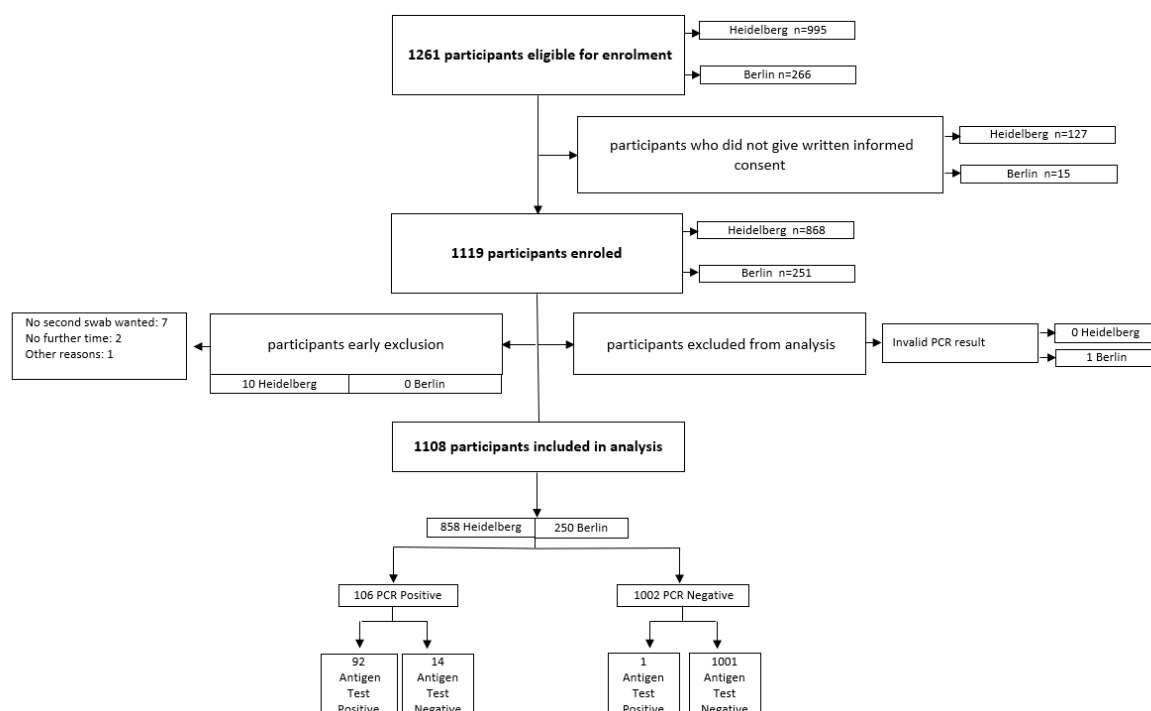 1261 participants eligible for enrolment
Heidelberg n=995
Berlin n=266
participants who did not give written informed
consent
Heidelberg n=127
Berlin n=15
1119 participants enroled
Heidelberg n=868
Berlin n=251
No second swab wanted: 7
No further time: 2
Other reasons: 1
participants early exclusion
10 Heidelberg
0 Berlin
participants excluded from analysis
Invalid PCR result
0 Heidelberg
1 Berlin
1108 participants included in analysis
858 Heidelberg
250 Berlin
106 PCR Positive
1002 PCR Negative
92
Antigen
Test
Positive
14
Antigen
Test
Negative
1
Antigen
Test
Positive
1001
Antigen
Test
Negative